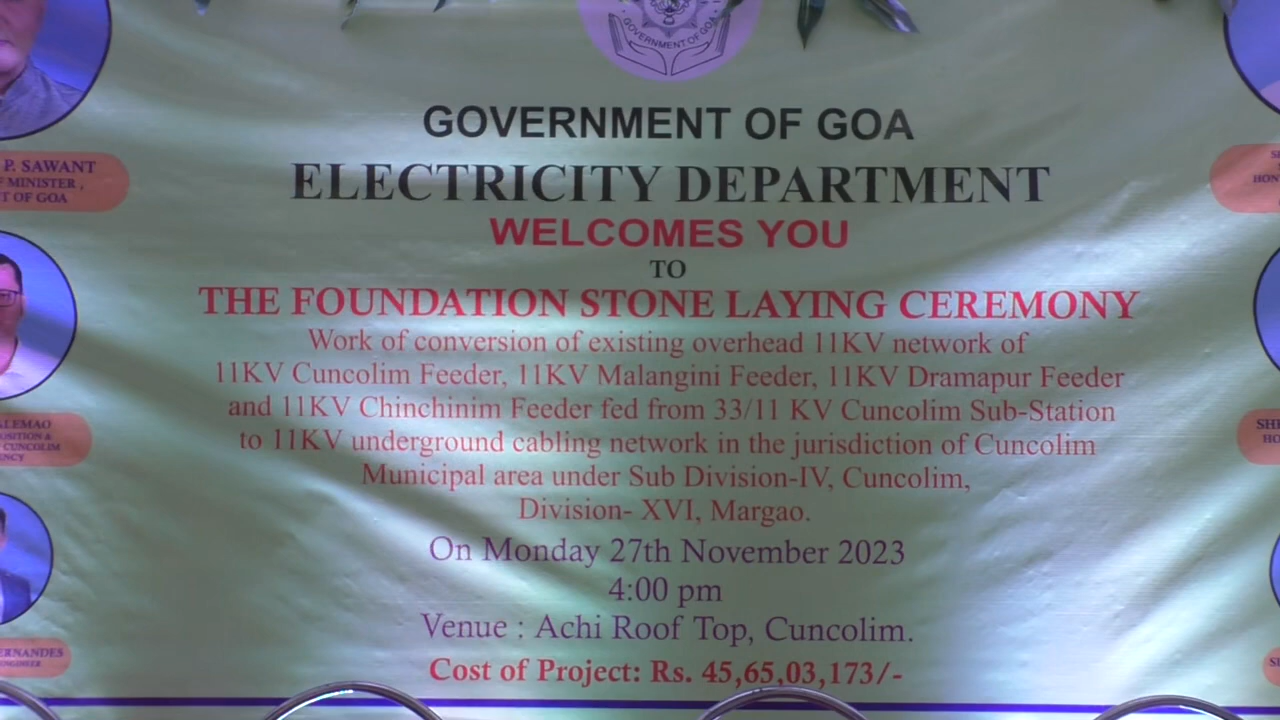 GOVERNMENT OF GOA
GOVERNMENT OF GOA
ELECTRICITY DEPARTMENT
WELCOMES YOU
TO
THE FOUNDATION STONE LAYING CEREMONY
Work of conversion of existing overhead 11KV network of
11KV Cuncolim Feeder, 11KV Malangini Feeder, 11KV Dramapur Feeder
and 11KV Chinchinim Feeder fed from 33/11 KV Cuncolim Sub-Station
to 11KV underground cabling network in the jurisdiction of Cuncolim
Municipal area under Sub Division-IV, Cuncolim,
Division- XVI, Margao.
On Monday 27th November 2023
4:00 pm
Venue : Achi Roof Top, Cuncolim.
Cost of Project: Rs. 45,65,03,173/-
P. SAWANT
MINISTER ,
OF GOA
CUNCOLIM